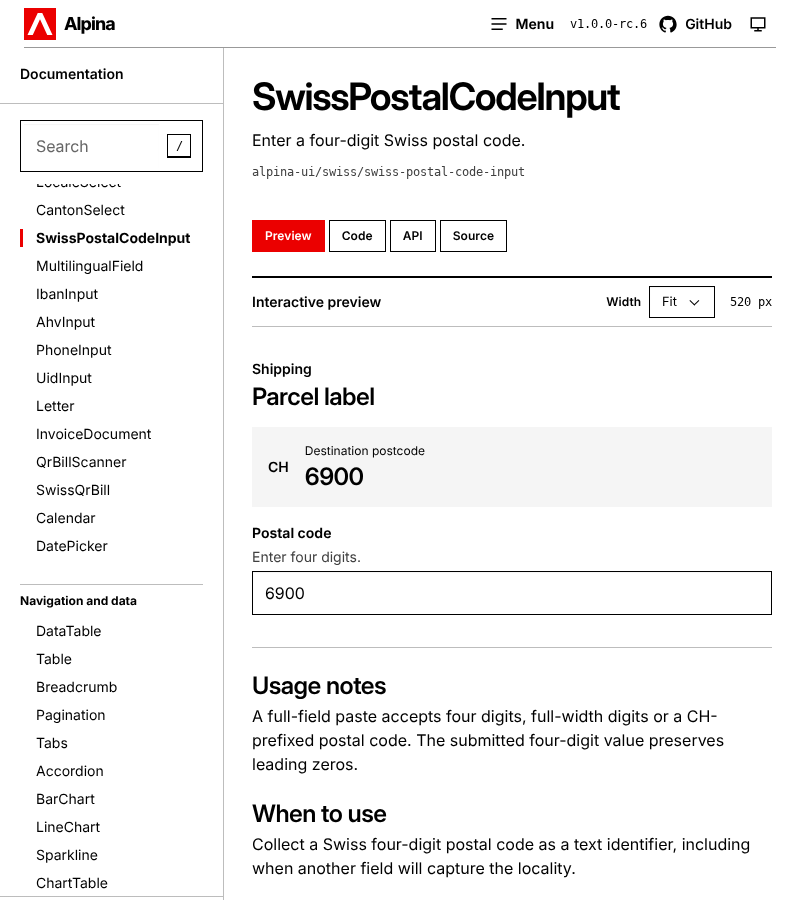 Alpina
Menu
v1.0.0-rc.6
GitHub
Documentation
Search
/
LocaleSelect
CantonSelect
SwissPostalCodeInput
MultilingualField
IbanInput
AhvInput
PhoneInput
UidInput
Letter
InvoiceDocument
QrBillScanner
SwissQrBill
Calendar
DatePicker
Navigation and data
DataTable
Table
Breadcrumb
Pagination
Tabs
Accordion
BarChart
LineChart
Sparkline
ChartTable
SwissPostalCodeInput
Enter a four-digit Swiss postal code.
alpina-ui/swiss/swiss-postal-code-input
Preview
Code
API
Source
Interactive preview
Width
Fit
520 px
Shipping
Parcel label
CH
Destination postcode
6900
Postal code
Enter four digits.
6900
Usage notes
A full-field paste accepts four digits, full-width digits or a CH-
prefixed postal code. The submitted four-digit value preserves
leading zeros.
When to use
Collect a Swiss four-digit postal code as a text identifier, including
when another field will capture the locality.